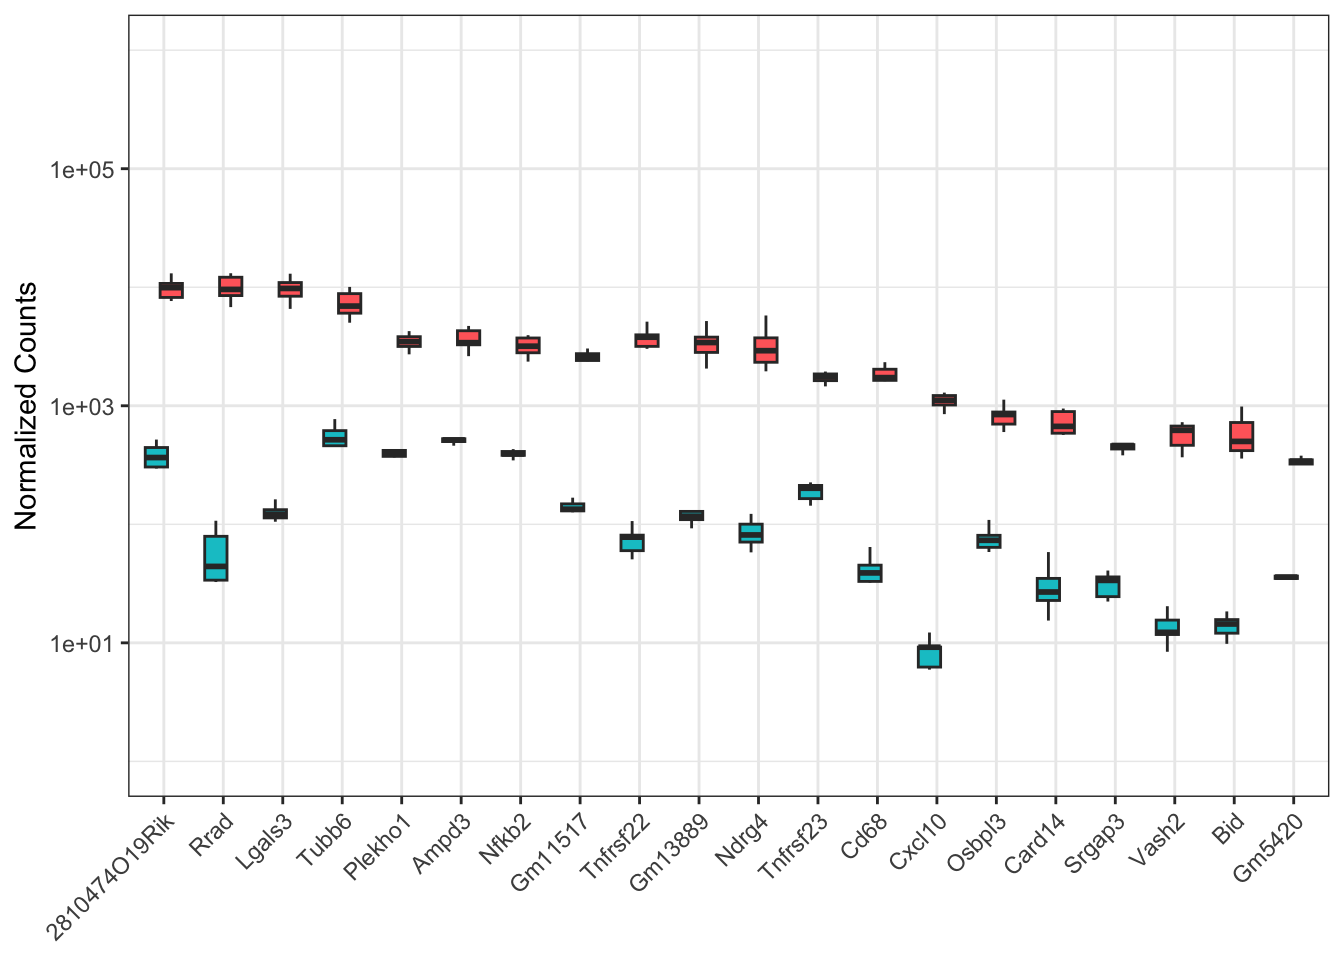 Normalized Counts
1e+05
1e+03
1e+01
2810474O19Rik
Rrad
Lgals3
Tubb6
Plekho1
Ampd3
Nfkb2
Gm11517
Tnfrsf22
Gm13889
Ndrg4
Tnfrsf23
Cd68
Cxcl10
Osbpl3
Card14
Srgap3
Vash2
Bid
Gm5420